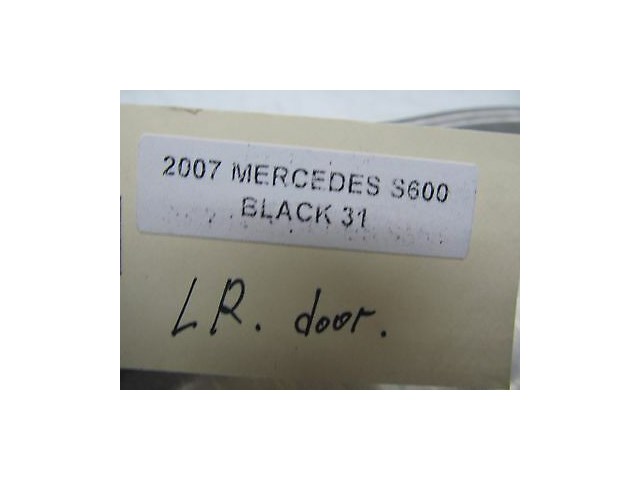 2007 MERCEDES S600
BLACK 31
LR. door.